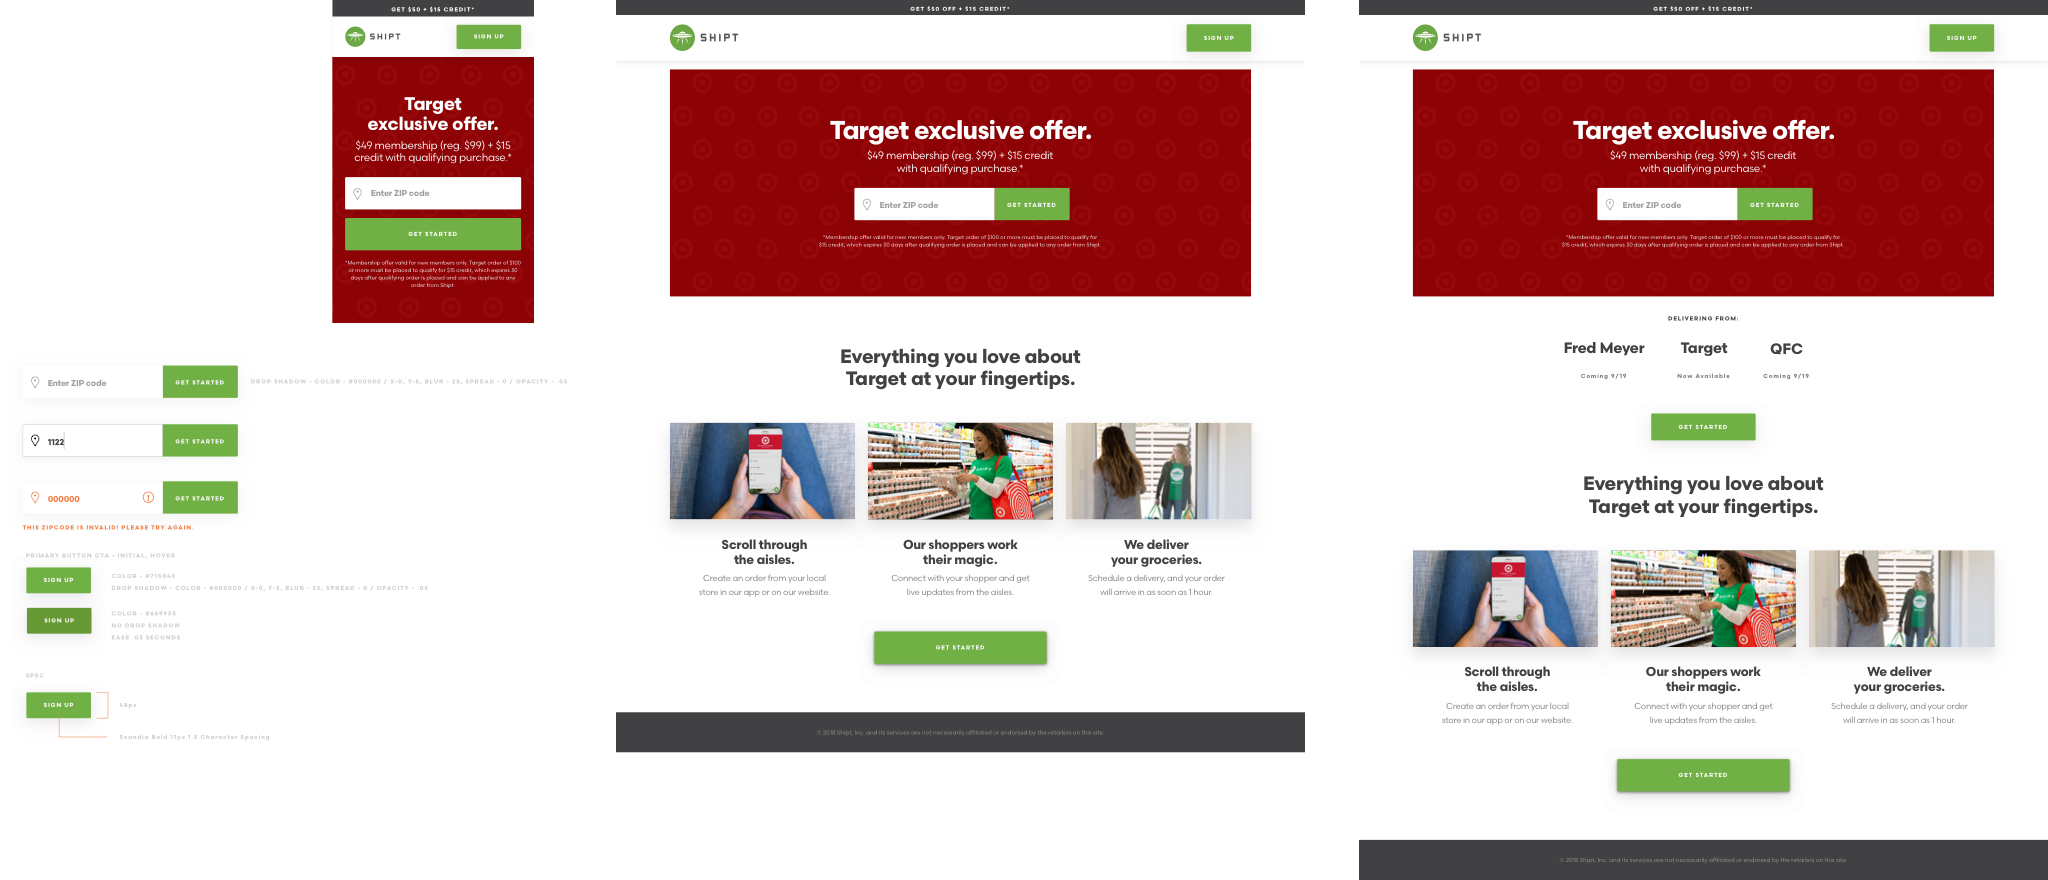 GET $50 + $15 CREDIT*
SHIPT
SIGN UP
Target
exclusive offer.
$49 membership (reg. $99) + $15
credit with qualifying purchase.*
Enter ZIP code
GET STARTED
*Membership offer valid for new members only. Target order of $100
or more must be placed to qualify for $15 credit, which expires 30
days after qualifying order is placed and can be applied to any
order from Shipt.
Enter ZIP code
GET STARTED
DROP SHADOW - COLOR - #000000 / X-0, Y-5, BLUR - 25, SPREAD - 0 / OPACITY - .05
1122
GET STARTED
000000
GET STARTED
THIS ZIPCODE IS INVALID! PLEASE TRY AGAIN.
PRIMARY BUTTON CTA - INITIAL, HOVER
SIGN UP
COLOR - #71b045
DROP SHADOW - COLOR - #000000 / X-0, Y-5, BLUR - 25, SPREAD - 0 / OPACITY - .05
SIGN UP
COLOR - #669933
NO DROP SHADOW
EASE .05 SECONDS
SPEC
SIGN UP
48px
Scandia Bold 11px 1.5 Character Spacing
GET $50 OFF + $15 CREDIT*
SHIPT
SIGN UP
Target exclusive offer.
$49 membership (reg. $99) + $15 credit
with qualifying purchase.*
Enter ZIP code
GET STARTED
*Membership offer valid for new members only. Target order of $100 or more must be placed to qualify for
$15 credit, which expires 30 days after qualifying order is placed and can be applied to any order from Shipt.
Everything you love about
Target at your fingertips.
Scroll through
the aisles.
Create an order from your local
store in our app or on our website.
Our shoppers work
their magic.
Connect with your shopper and get
live updates from the aisles.
We deliver
your groceries.
Schedule a delivery, and your order
will arrive in as soon as 1 hour.
GET STARTED
© 2018 Shipt, Inc. and its services are not necessarily affiliated or endorsed by the retailers on this site.
GET $50 OFF + $15 CREDIT*
SHIPT
SIGN UP
Target exclusive offer.
$49 membership (reg. $99) + $15 credit
with qualifying purchase.*
Enter ZIP code
GET STARTED
*Membership offer valid for new members only. Target order of $100 or more must be placed to qualify for
$15 credit, which expires 30 days after qualifying order is placed and can be applied to any order from Shipt.
DELIVERING FROM:
Fred Meyer
Target
QFC
Coming 9/19
Now Available
Coming 9/19
GET STARTED
Everything you love about
Target at your fingertips.
Scroll through
the aisles.
Create an order from your local
store in our app or on our website.
Our shoppers work
their magic.
Connect with your shopper and get
live updates from the aisles.
We deliver
your groceries.
Schedule a delivery, and your order
will arrive in as soon as 1 hour.
GET STARTED
© 2018 Shipt, Inc. and its services are not necessarily affiliated or endorsed by the retailers on this site.